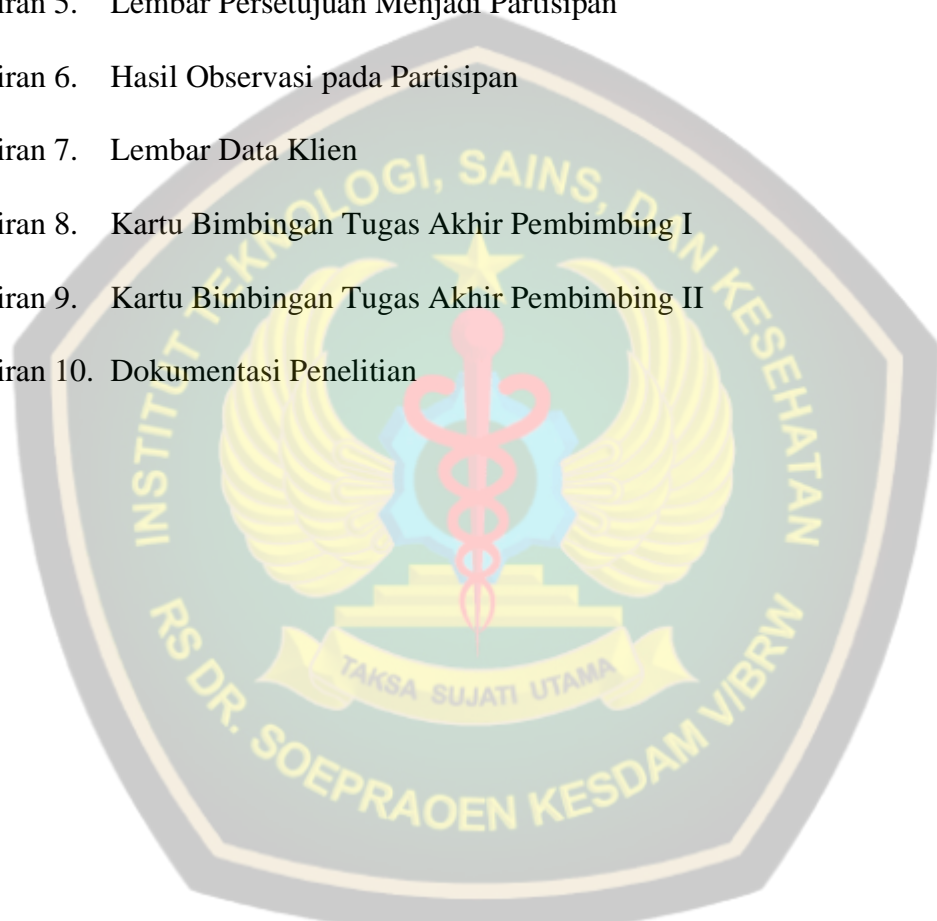 iran 5. Lembar Persetujuan Menjadi Partisipan
iran 6. Hasil Observasi pada Partisipan
iran 7. Lembar Data Klien
iran 8. Kartu Bimbingan Tugas Akhir Pembimbing I
iran 9. Kartu Bimbingan Tugas Akhir Pembimbing II
iran 10. Dokumentasi Penelitian
INSTITUT TEKNOLOGI, SAINS, DAN KESEHATAN
TAKSA SUJATI UTAMA
RS DR. SOEPRAOEN KESDAM V/BRW